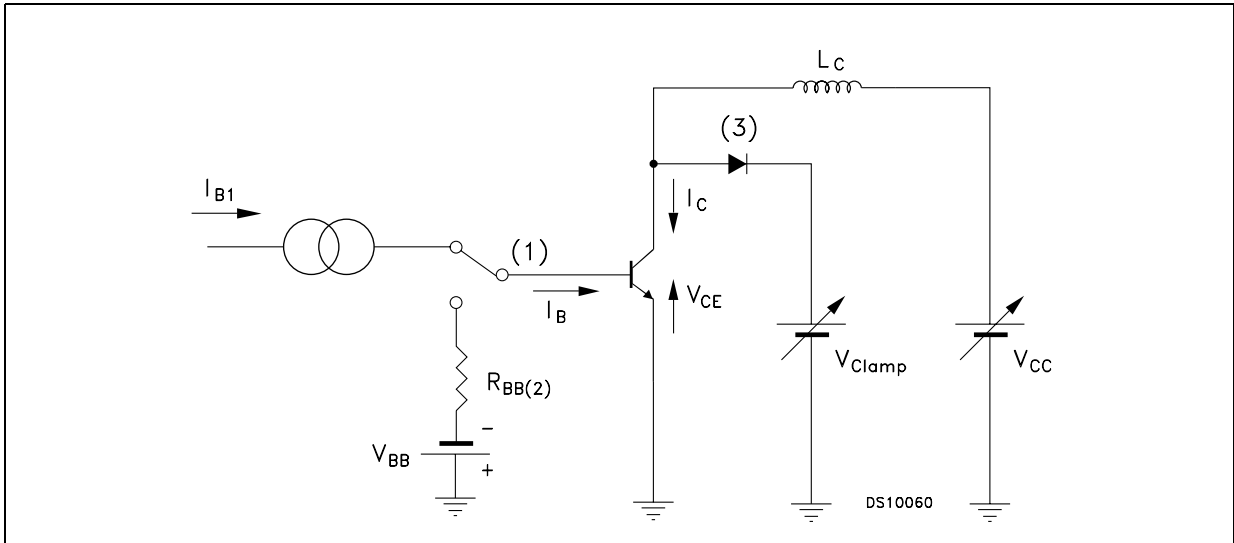 L_C
(3)
I_B1
I_C
(1)
I_B
V_CE
V_Clamp
V_CC
R_BB(2)
V_BB
-
+
DS10060